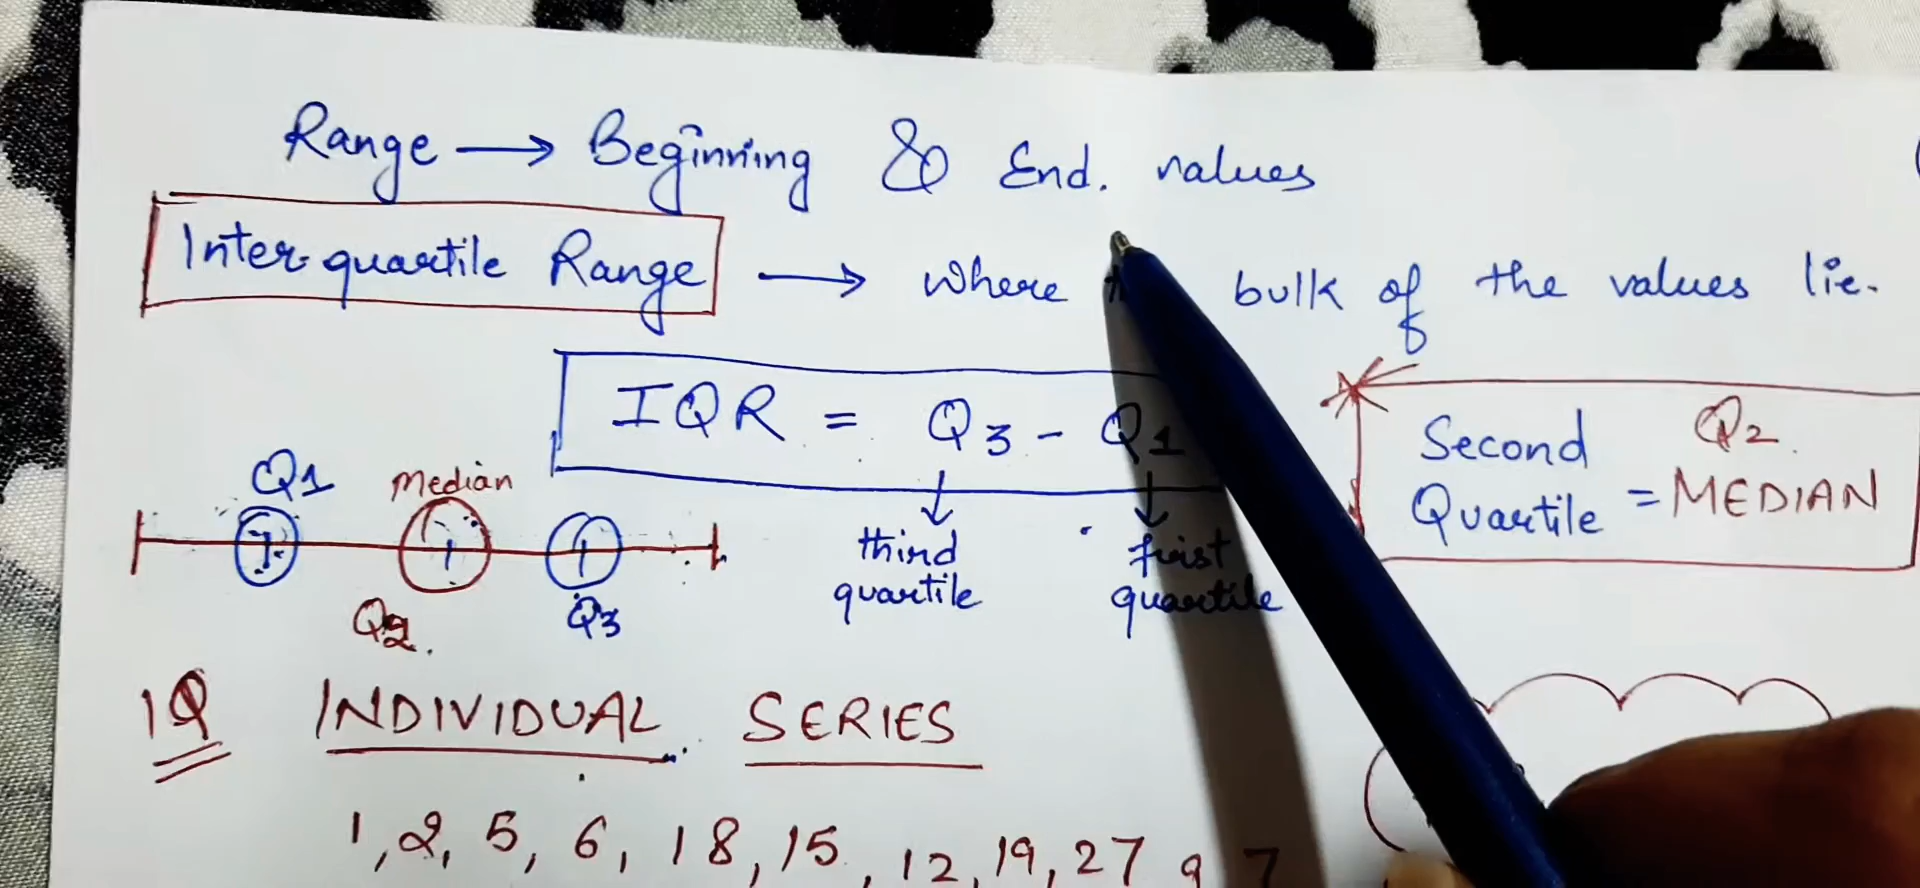 Range → Beginning & End. values
Inter-quartile Range → where bulk of the values lie.
IQR = Q3 - Q1
third quartile
first quartile
Second Quartile = Q2. MEDIAN
Q1 Median
Q2. Q3
1Q INDIVIDUAL SERIES
1, 2, 5, 6, 18, 15, 12, 19, 27 9 7